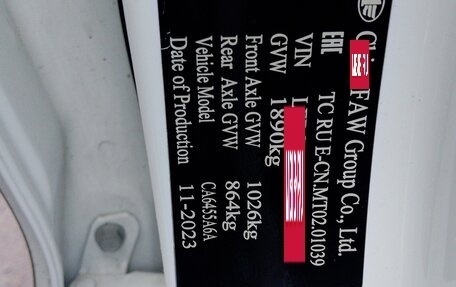 FAW Group Co., Ltd.
EAC TC RU E-CN.MT02.01039
VIN
GVW 1890kg
Front Axle GVW 1026kg
Rear Axle GVW 864kg
Vehicle Model CA6455A6A
Date of Production 11-2023